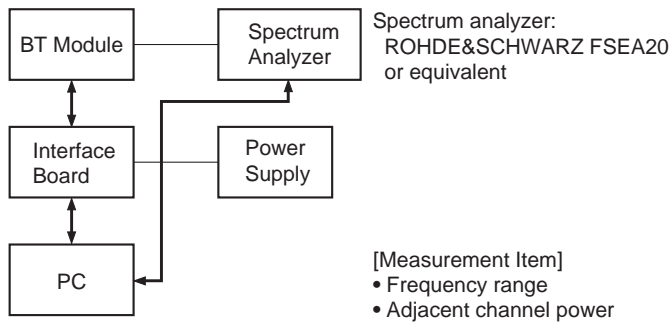 BT Module
Spectrum
Analyzer
Spectrum analyzer:
ROHDE&SCHWARZ FSEA20
or equivalent
Interface
Board
Power
Supply
PC
[Measurement Item]
• Frequency range
• Adjacent channel power